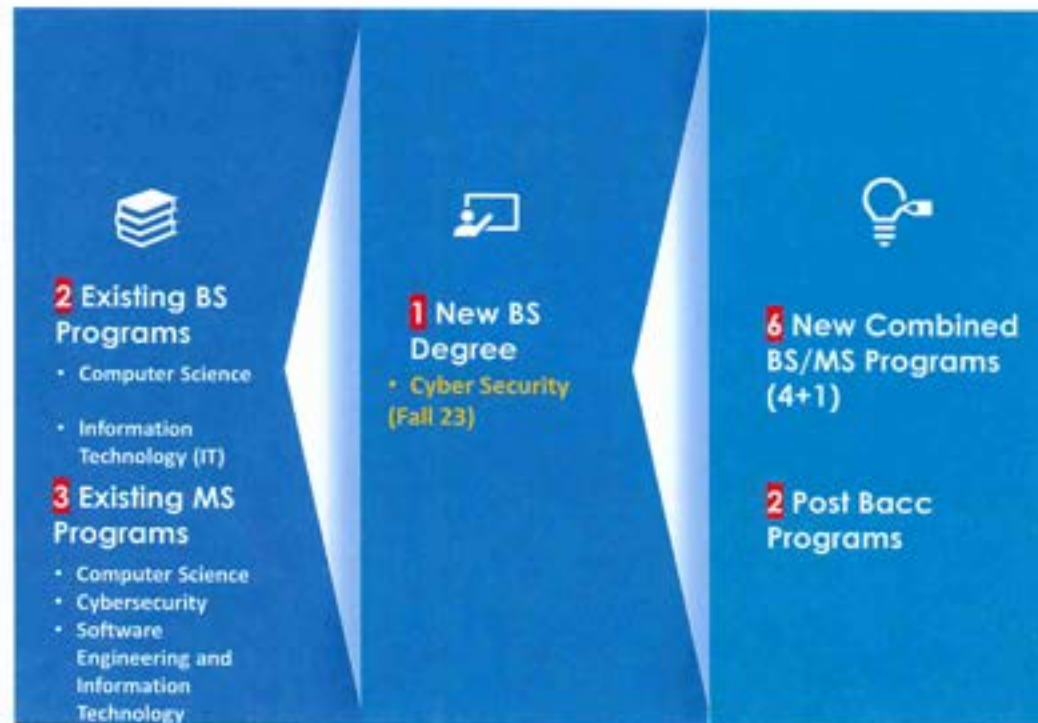 2 Existing BS
Programs
• Computer Science
• Information
Technology (IT)
3 Existing MS
Programs
• Computer Science
• Cybersecurity
• Software
Engineering and
Information
Technology
1 New BS
Degree
• Cyber Security
(Fall 23)
6 New Combined
BS/MS Programs
(4+1)
2 Post Bacc
Programs